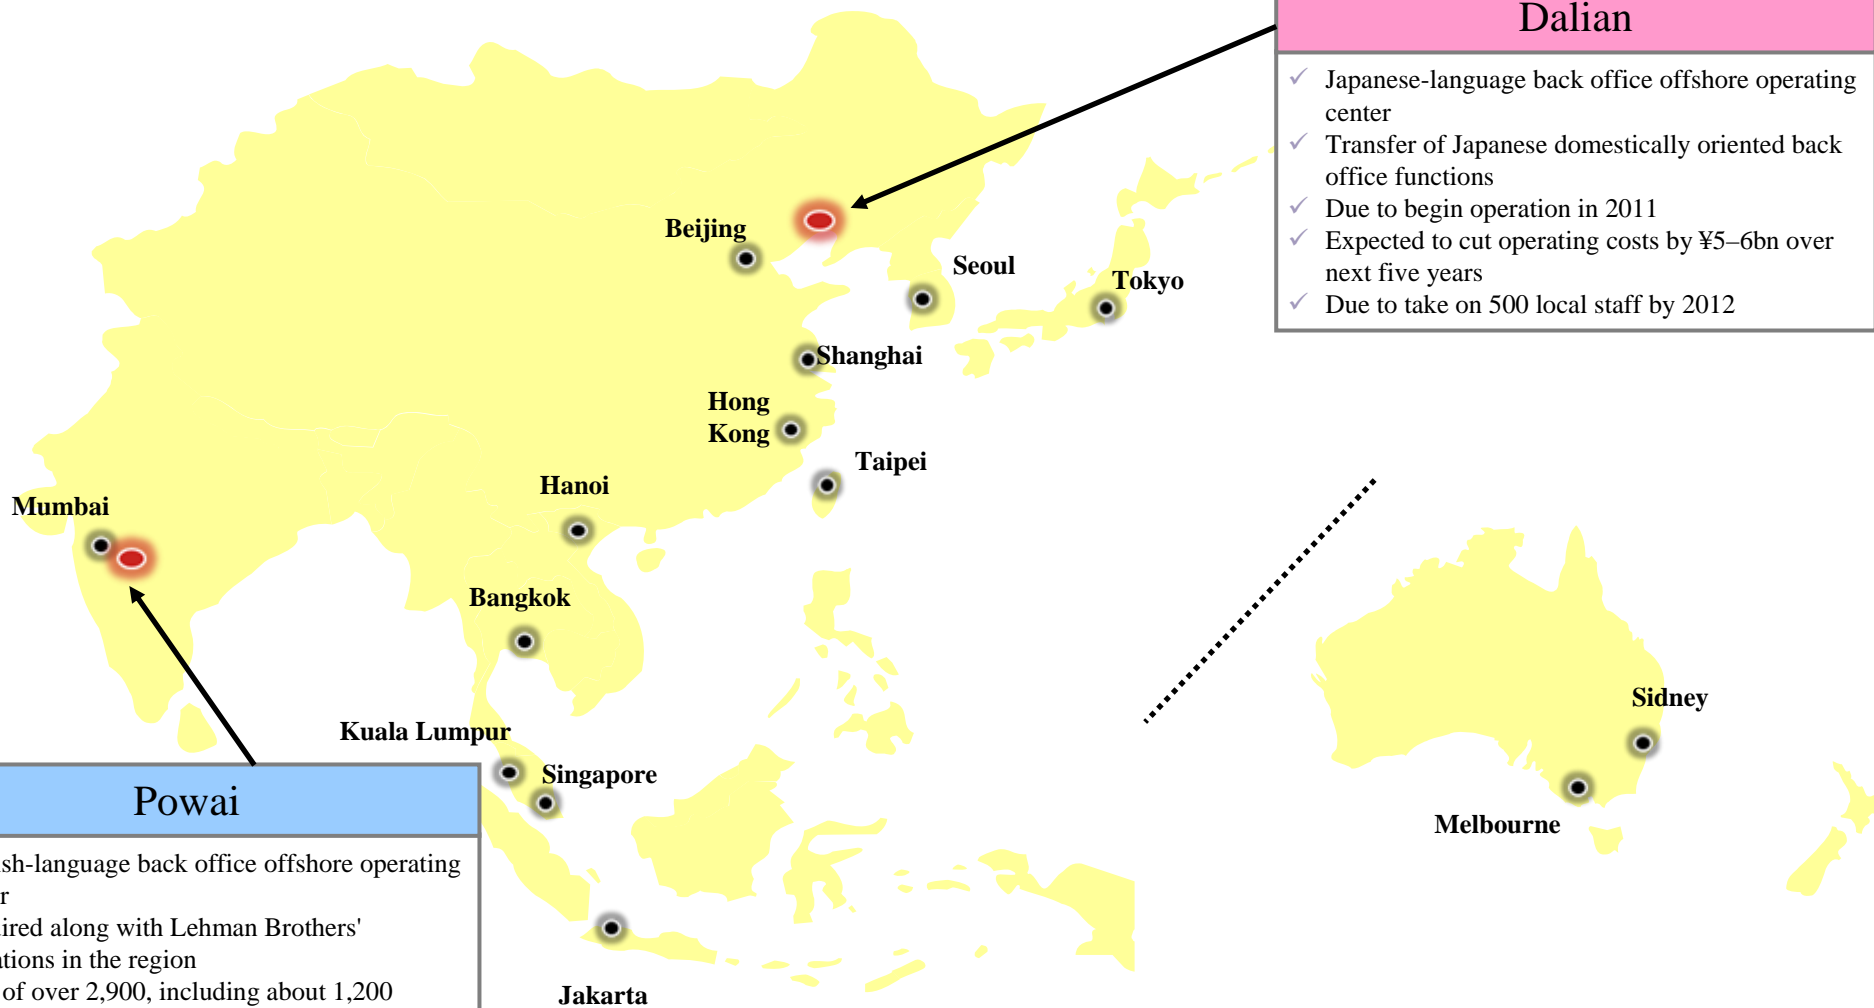 Dalian
Japanese-language back office offshore operating
center
Transfer of Japanese domestically oriented back
office functions
Due to begin operation in 2011
Expected to cut operating costs by ¥5–6bn over
next five years
Due to take on 500 local staff by 2012
Beijing
Seoul
Tokyo
Shanghai
Hong
Kong
Taipei
Hanoi
Mumbai
Bangkok
Sidney
Kuala Lumpur
Singapore
Melbourne
Jakarta
Powai
-language back office offshore operating
along with Lehman Brothers'
in the region
of over 2,900, including about 1,200